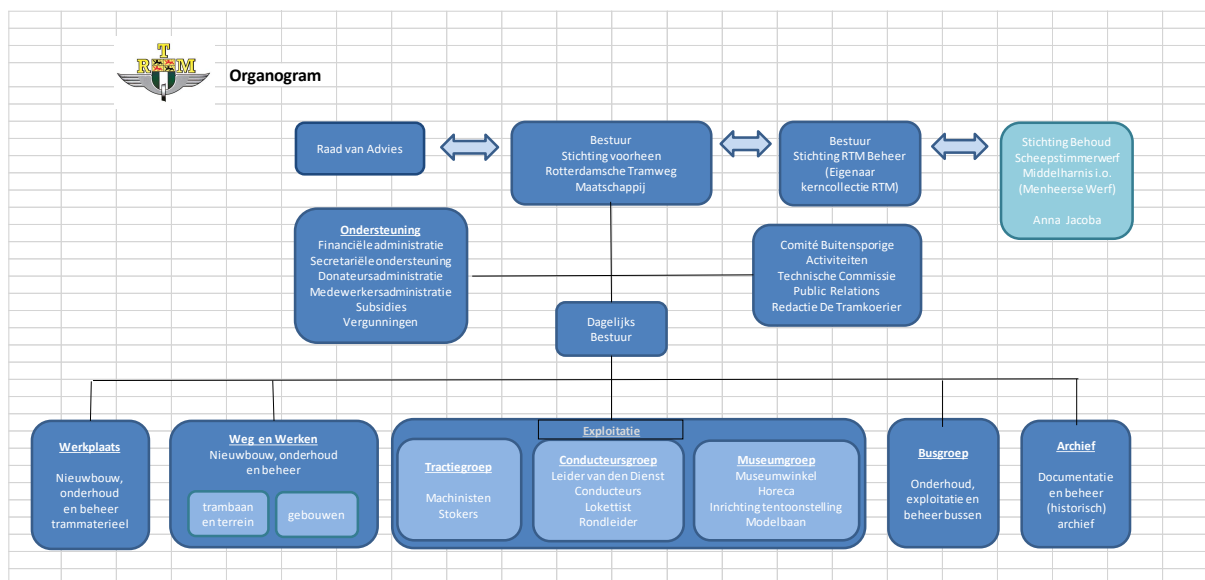 T
R M
Organogram
Raad van Advies
Bestuur
Stichting voorheen
Rotterdamsche Tramweg
Maatschappij
Bestuur
Stichting RTM Beheer
(Eigenaar
kerncollectie RTM)
Stichting Behoud
Scheepstimmerwerf
Middelharnis i.o.
(Menheerse Werf)
Anna Jacoba
Ondersteuning
Financiële administratie
Secretariële ondersteuning
Donateursadministratie
Medewerkersadministratie
Subsidies
Vergunningen
Comité Buitensporige
Activiteiten
Technische Commissie
Public Relations
Redactie De Tramkoerier
Dagelijks
Bestuur
Werkplaats
Nieuwbouw,
onderhoud
en beheer
trammaterieel
Weg en Werken
Nieuwbouw, onderhoud
en beheer
trambaan
en terrein
gebouwen
Exploitatie
Tractiegroep
Machinisten
Stokers
Conducteursgroep
Leider van den Dienst
Conducteurs
Lokettist
Rondleider
Museumgroep
Museumwinkel
Horeca
Inrichting tentoonstelling
Modelbaan
Busgroep
Onderhoud,
exploitatie en
beheer bussen
Archief
Documentatie
en beheer
(historisch)
archief